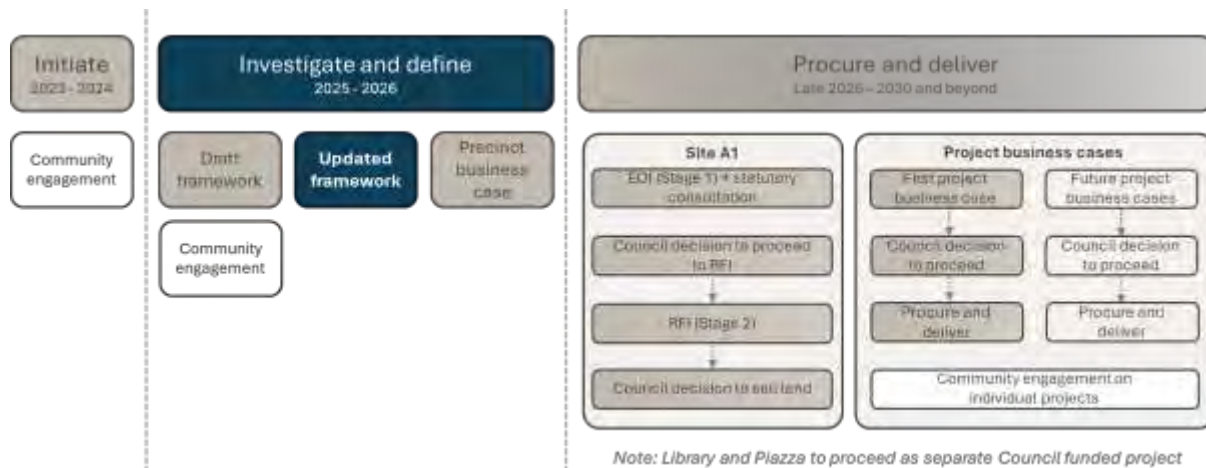 Initiate
2023 - 2024
Investigate and define
2025 - 2026
Procure and deliver
Late 2026 – 2030 and beyond
Community
engagement
Draft
framework
Updated
framework
Precinct
business
case
Community
engagement
Site A1
EOI (Stage 1) + statutory
consultation
Council decision to proceed
to RFI
RFI (Stage 2)
Council decision to sell land
Project business cases
First project
business case
Council decision
to proceed
Procure and
deliver
Future project
business cases
Council decision
to proceed
Procure and
deliver
Community engagement on
individual projects
Note: Library and Piazza to proceed as separate Council funded project